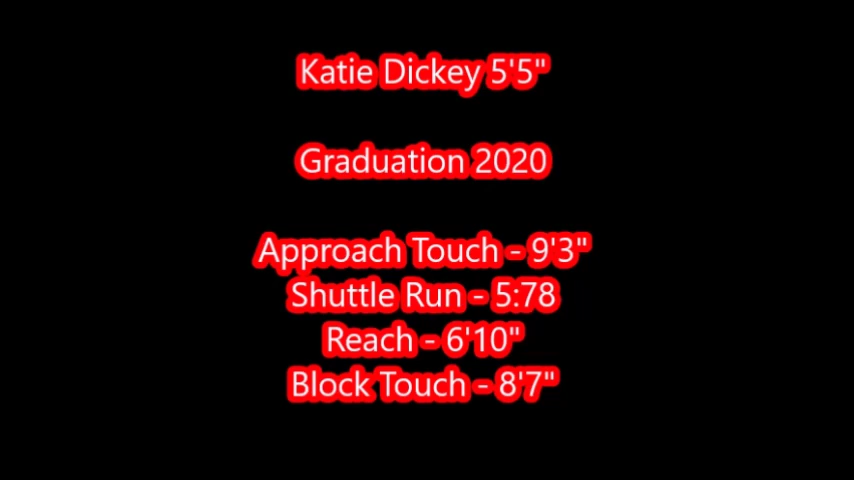 Katie Dickey 5'5"
Graduation 2020
Approach Touch - 9'3"
Shuttle Run - 5:78
Reach - 6'10"
Block Touch - 8'7"